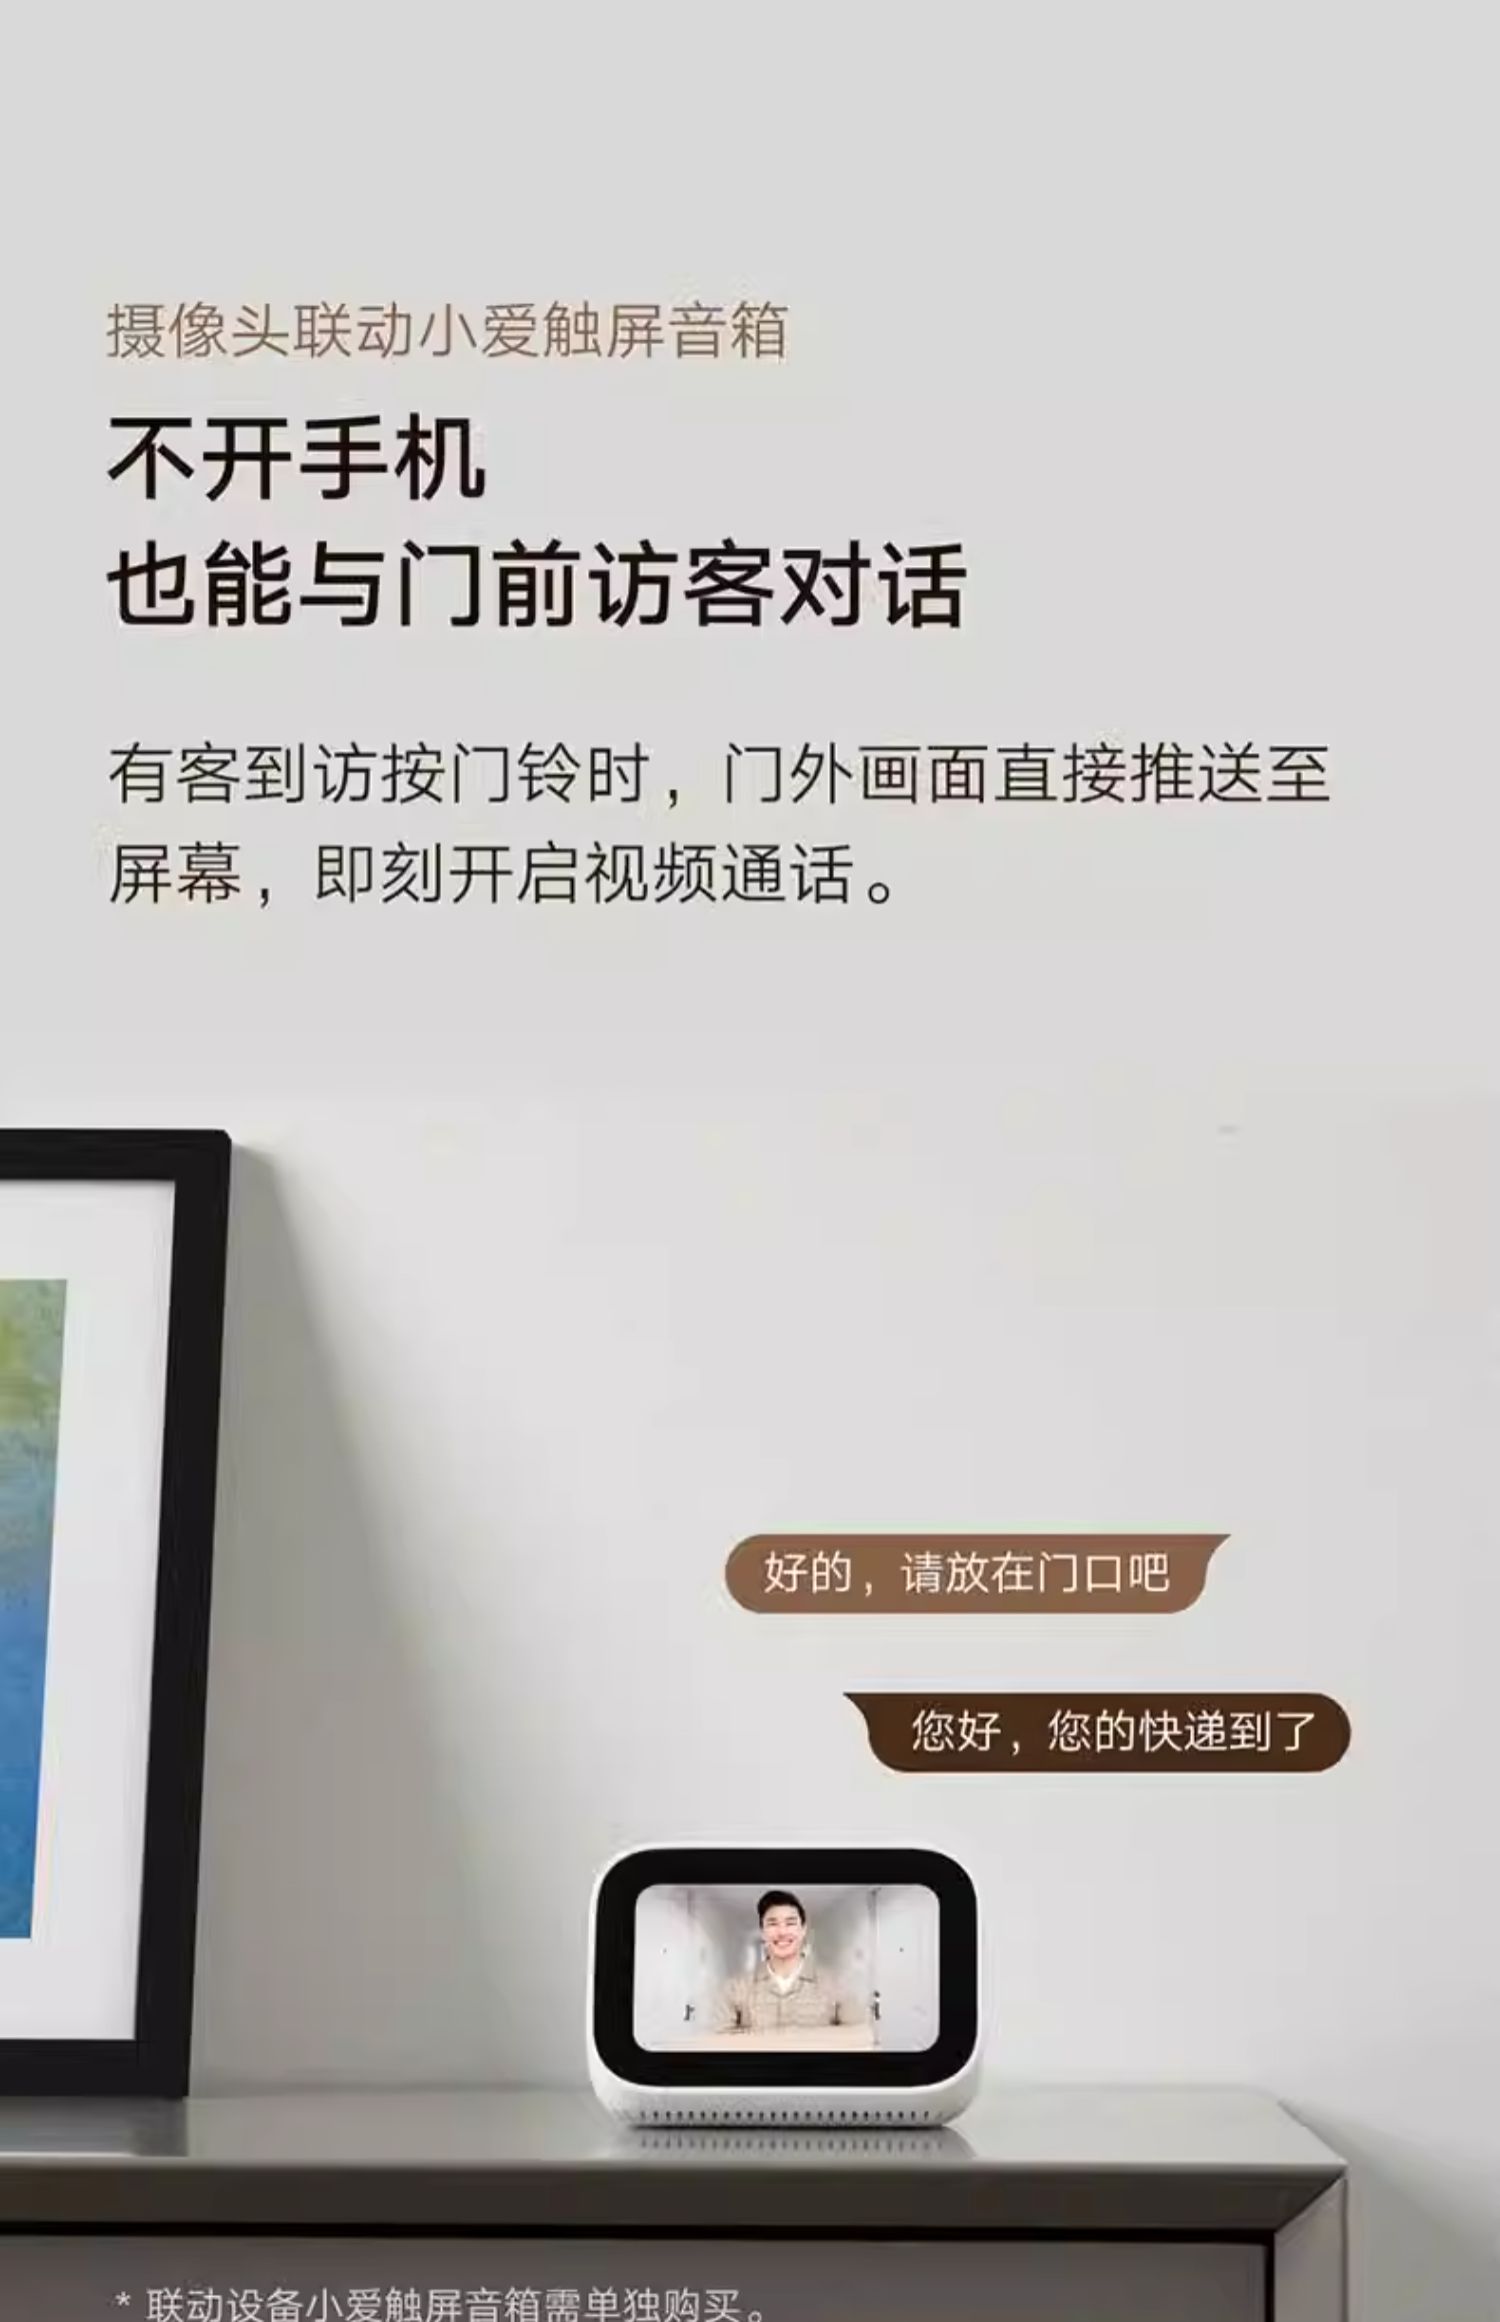 摄像头联动小爱触屏音箱
不开手机
也能与门前访客对话
有客到访按门铃时，门外画面直接推送至
屏幕，即刻开启视频通话。
好的，请放在门口吧
您好，您的快递到了
* 联动设备小爱触屏音箱需单独购买。